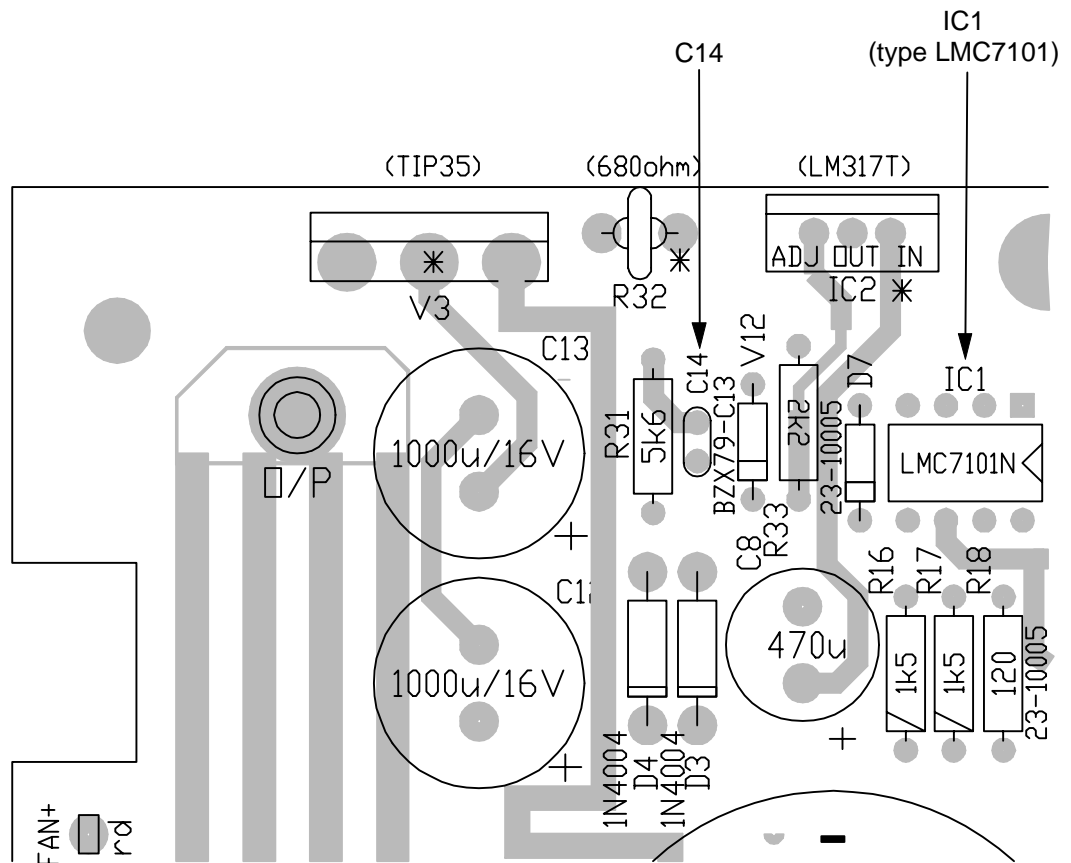 IC1
(type LMC7101)
C14
(TIP35)
(680ohm)
(LM317T)
ADJ OUT IN
IC2 *
*
V3
*
R32
C13
1000u/16V
+
O/P
R31
5k6
C14
BZX79-C13
V12
2k2
R33
C8
23-10005
D7
IC1
LMC7101N
R16
R17
R18
1k5
1k5
120
23-10005
470u
+
1000u/16V
+
1N4004
D4
1N4004
D3
FAN+
rd
-